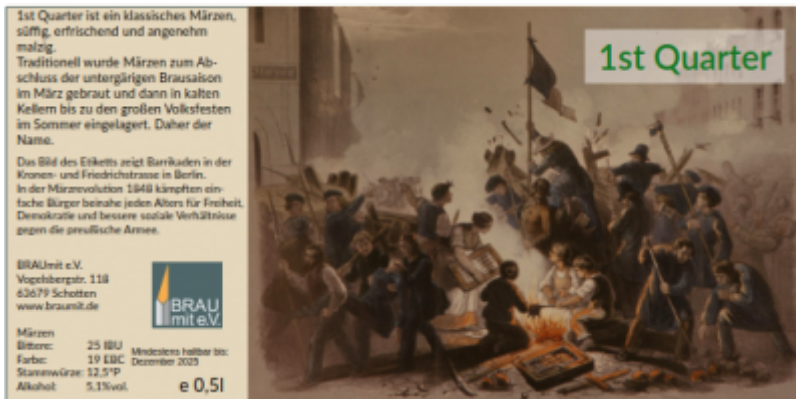 1st Quarter ist ein klassisches Märzen,
süffig, erfrischend und angenehm
malzig.
Traditionell wurde Märzen zum Ab-
schluss der untergärigen Brausaison
im März gebraut und dann in kalten
Kellern bis zu den großen Volksfesten
im Sommer eingelagert. Daher der
Name.
Das Bild des Etiketts zeigt Barrikaden in der
Kronen- und Friedrichstrasse in Berlin.
In der Märzrevolution 1848 kämpften ein-
fache Bürger beinahe jeden Alters für Freiheit,
Demokratie und bessere soziale Verhältnisse
gegen die preußische Armee.
BRAUmit e.V.
Vogelsbergstr. 118
63679 Schotten
www.braumit.de
BRAU
mit e.V.
Märzen
Bittere: 25 IBU
Farbe: 19 EBC
Stammwürze: 12,5°P
Alkohol: 5,1%vol.
Mindestens haltbar bis:
Dezember 2025
e 0,5l
1st Quarter